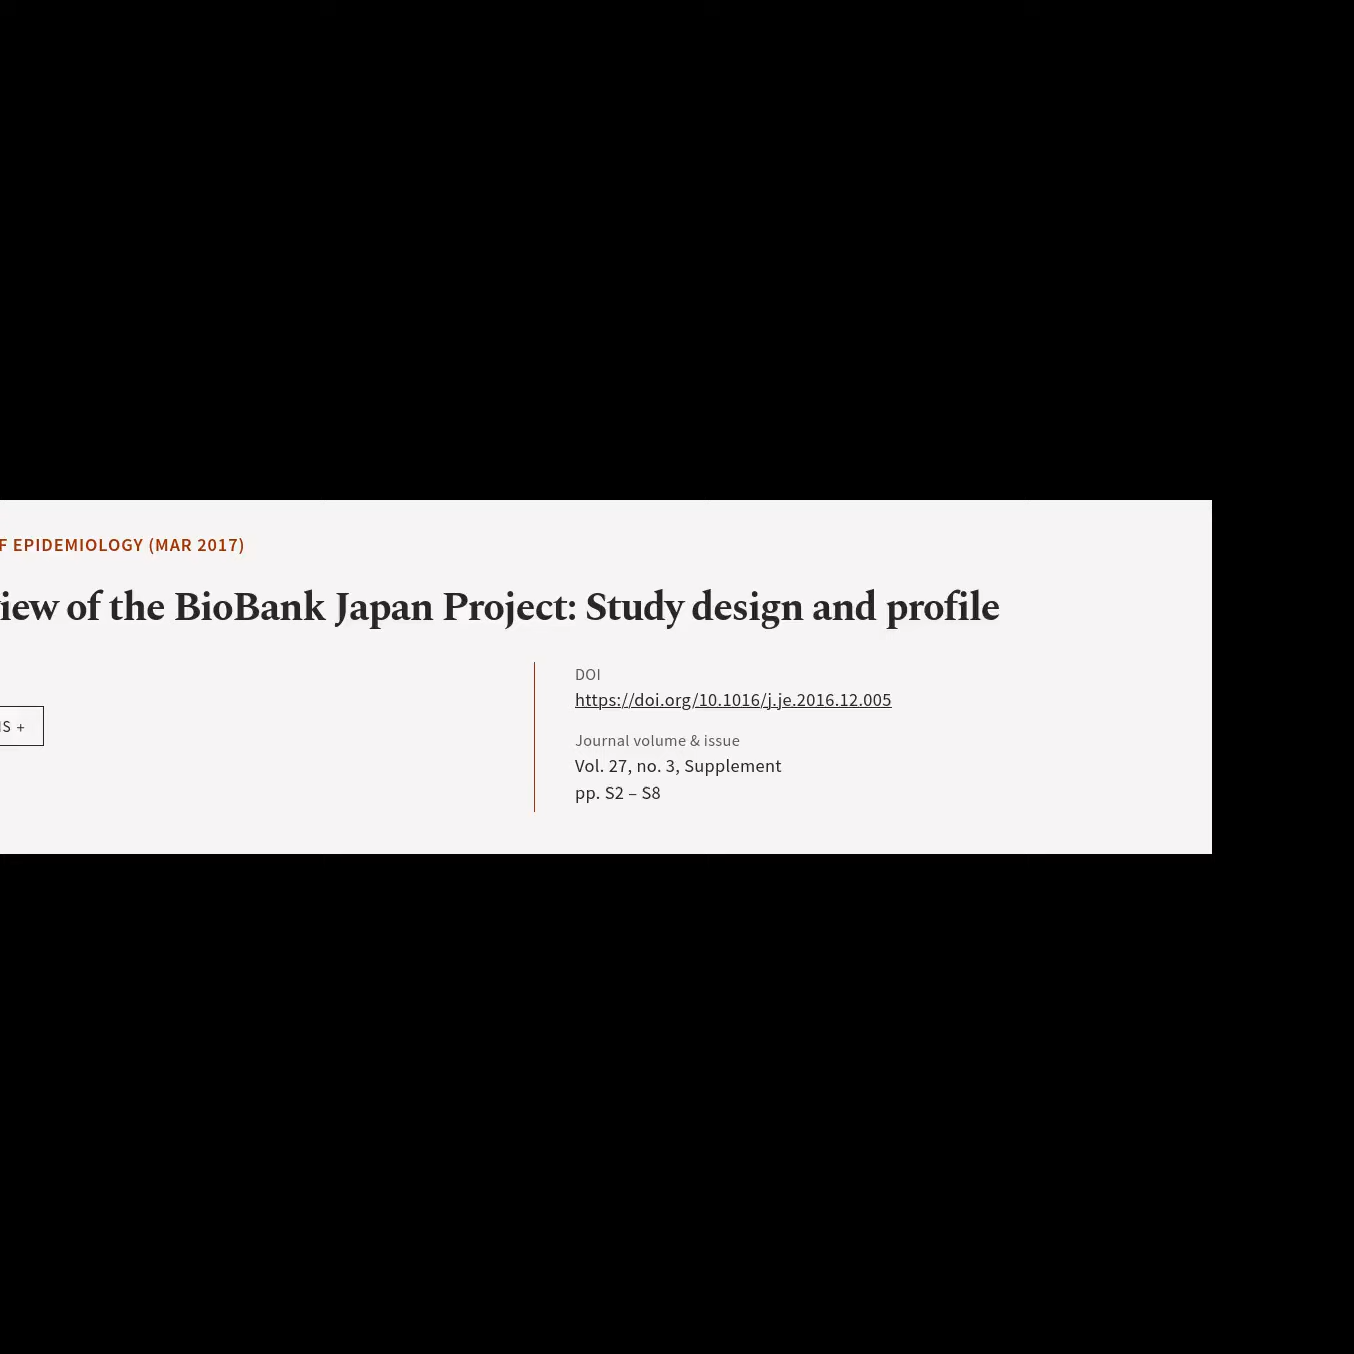 F EPIDEMIOLOGY (MAR 2017)
iew of the BioBank Japan Project: Study design and profile
DOI
https://doi.org/10.1016/j.je.2016.12.005
S +
Journal volume & issue
Vol. 27, no. 3, Supplement
pp. S2 – S8